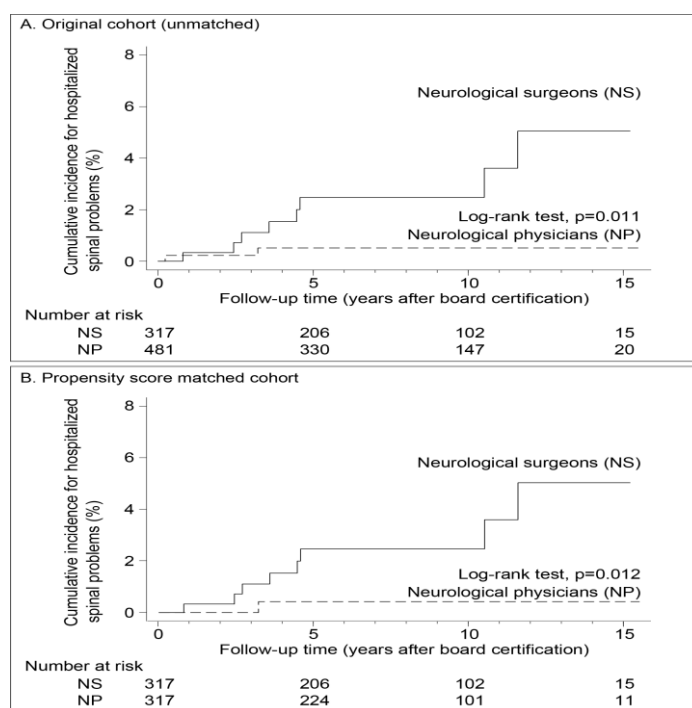 A. Original cohort (unmatched)
Cumulative incidence for hospitalized
spinal problems (%)
8
6
4
2
0
Neurological surgeons (NS)
Log-rank test, p=0.011
Neurological physicians (NP)
0 5 10 15
Follow-up time (years after board certification)
Number at risk
NS 317 206 102 15
NP 481 330 147 20
B. Propensity score matched cohort
Cumulative incidence for hospitalized
spinal problems (%)
8
6
4
2
0
Neurological surgeons (NS)
Log-rank test, p=0.012
Neurological physicians (NP)
0 5 10 15
Follow-up time (years after board certification)
Number at risk
NS 317 206 102 15
NP 317 224 101 11